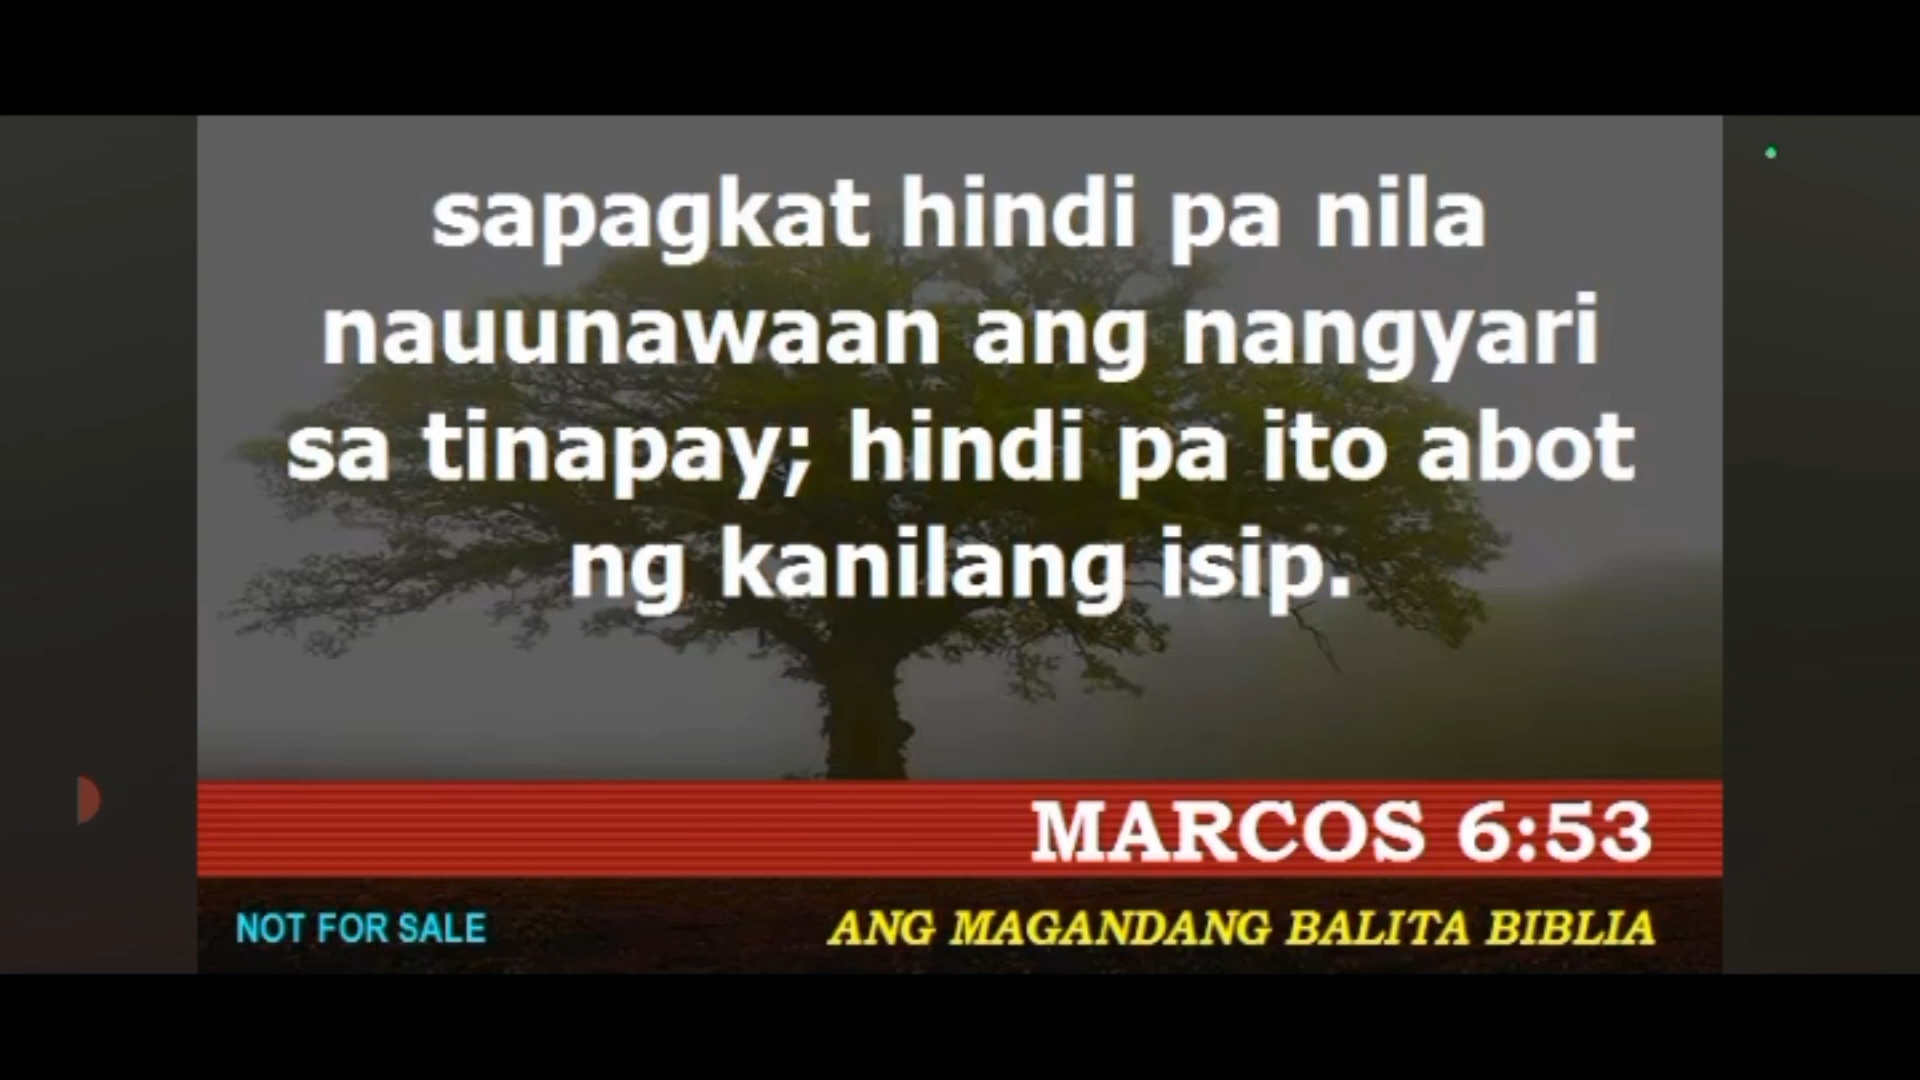 sapagkat hindi pa nila
nauunawaan ang nangyari
sa tinapay; hindi pa ito abot
ng kanilang isip.
MARCOS 6:53
NOT FOR SALE
ANG MAGANDANG BALITA BIBLIA